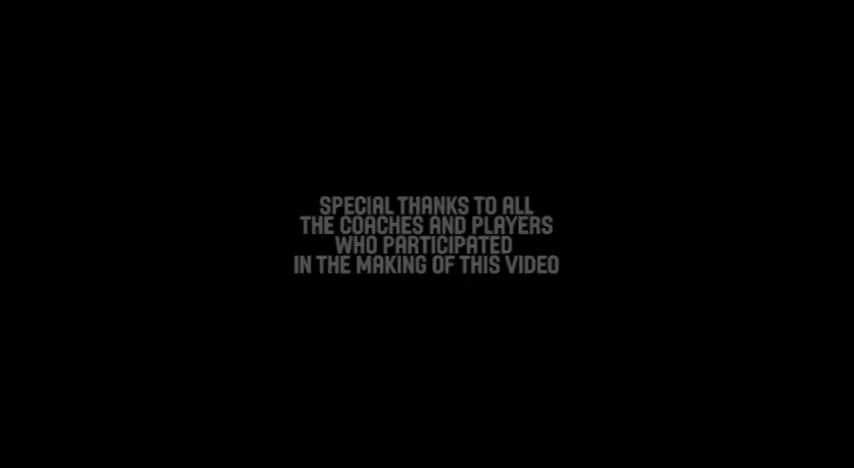 SPECIAL THANKS TO ALL
THE COACHES AND PLAYERS
WHO PARTICIPATED
IN THE MAKING OF THIS VIDEO